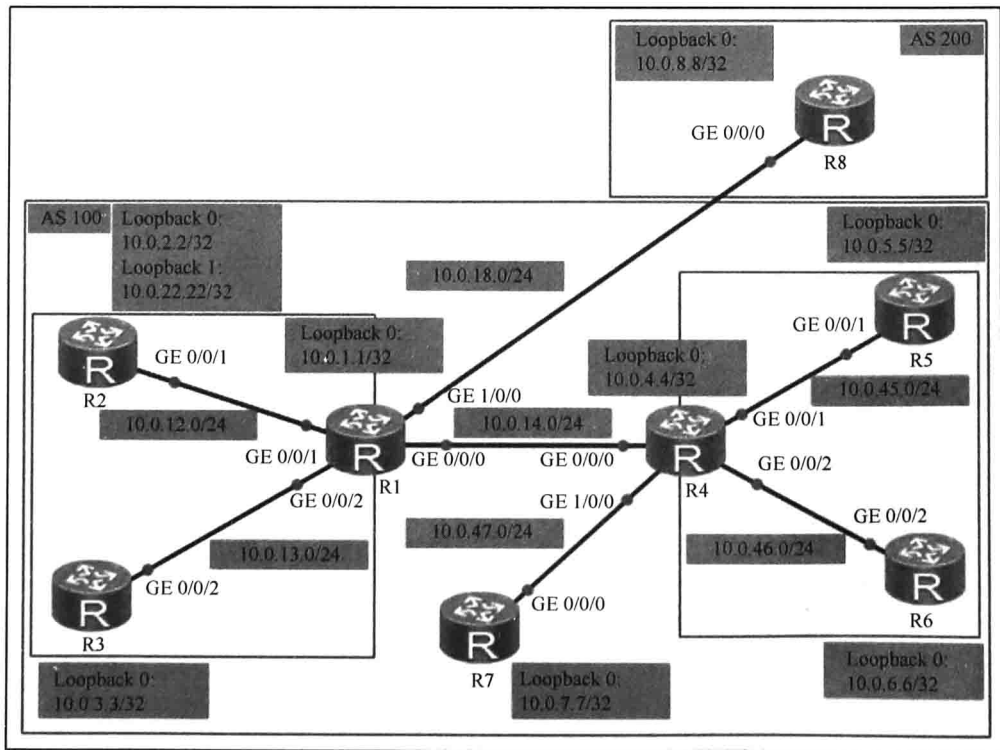 Loopback 0:
10.0.8.8/32
AS 200
GE 0/0/0
R
R8
AS 100
Loopback 0:
10.0.2.2/32
Loopback 1:
10.0.22.22/32
Loopback 0:
10.0.5.5/32
10.0.18.0/24
R
R2
GE 0/0/1
Loopback 0:
10.0.1.1/32
GE 0/0/1
R
R5
Loopback 0:
10.0.4.4/32
10.0.45.0/24
GE 1/0/0
10.0.12.0/24
10.0.14.0/24
GE 0/0/1
GE 0/0/1
R
R1
GE 0/0/0
GE 0/0/0
R
R4
GE 0/0/2
GE 0/0/2
GE 1/0/0
10.0.13.0/24
10.0.47.0/24
10.0.46.0/24
GE 0/0/2
R
R3
GE 0/0/2
GE 0/0/0
R
R7
R
R6
Loopback 0:
10.0.3.3/32
Loopback 0:
10.0.7.7/32
Loopback 0:
10.0.6.6/32